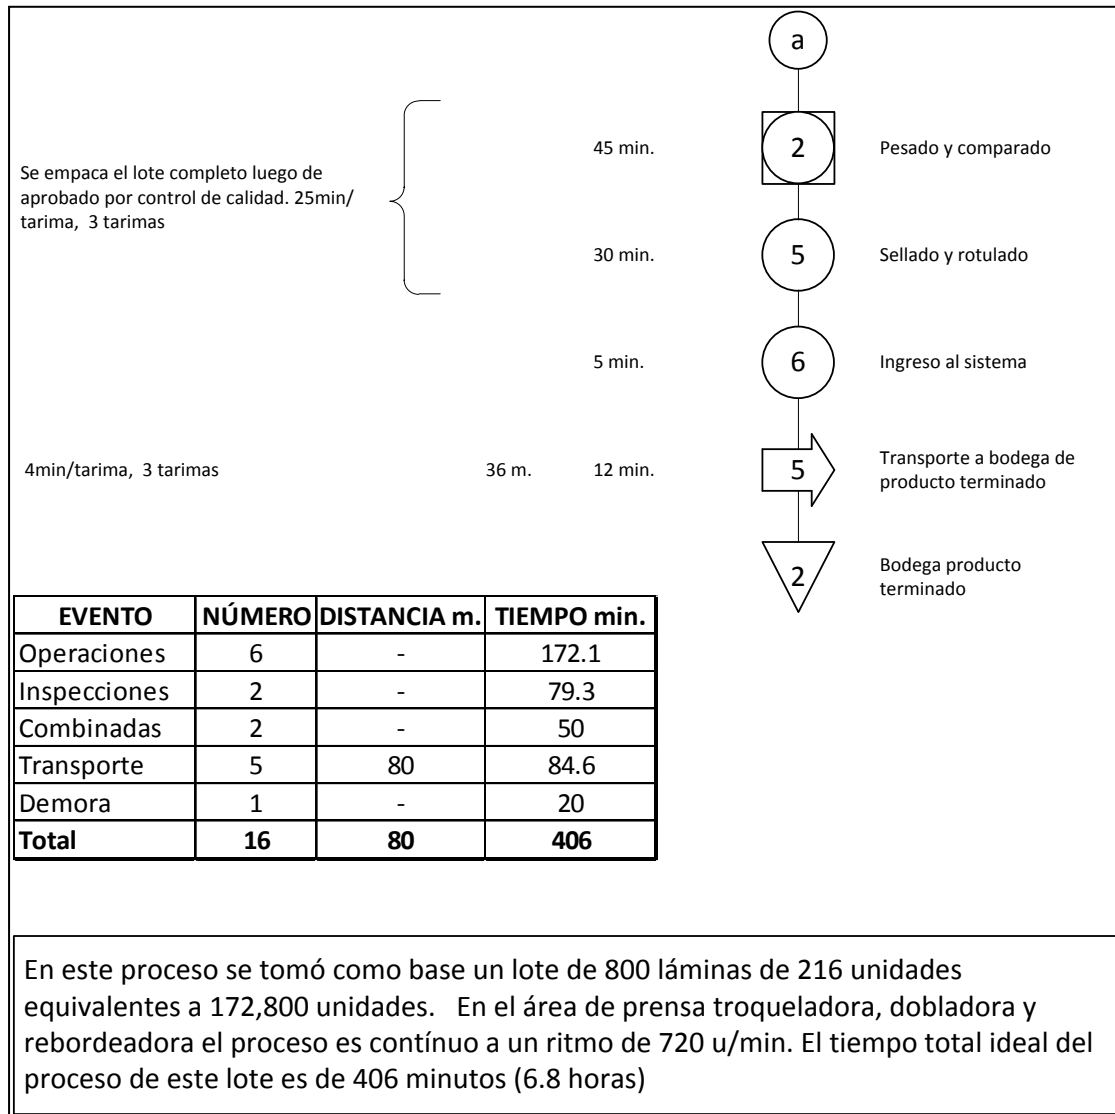 a
45 min.
2
Pesado y comparado
Se empaca el lote completo luego de
aprobado por control de calidad. 25min/
tarima,  3 tarimas
30 min.
5
Sellado y rotulado
5 min.
6
Ingreso al sistema
4min/tarima,  3 tarimas
36 m.
12 min.
5
Transporte a bodega de
producto terminado
2
Bodega producto
terminado
EVENTO NÚMERO DISTANCIA m. TIEMPO min.
Operaciones 6 - 172.1
Inspecciones 2 - 79.3
Combinadas 2 - 50
Transporte 5 80 84.6
Demora 1 - 20
Total 16 80 406
En este proceso se tomó como base un lote de 800 láminas de 216 unidades
equivalentes a 172,800 unidades.   En el área de prensa troqueladora, dobladora y
rebordeadora el proceso es contínuo a un ritmo de 720 u/min. El tiempo total ideal del
proceso de este lote es de 406 minutos (6.8 horas)